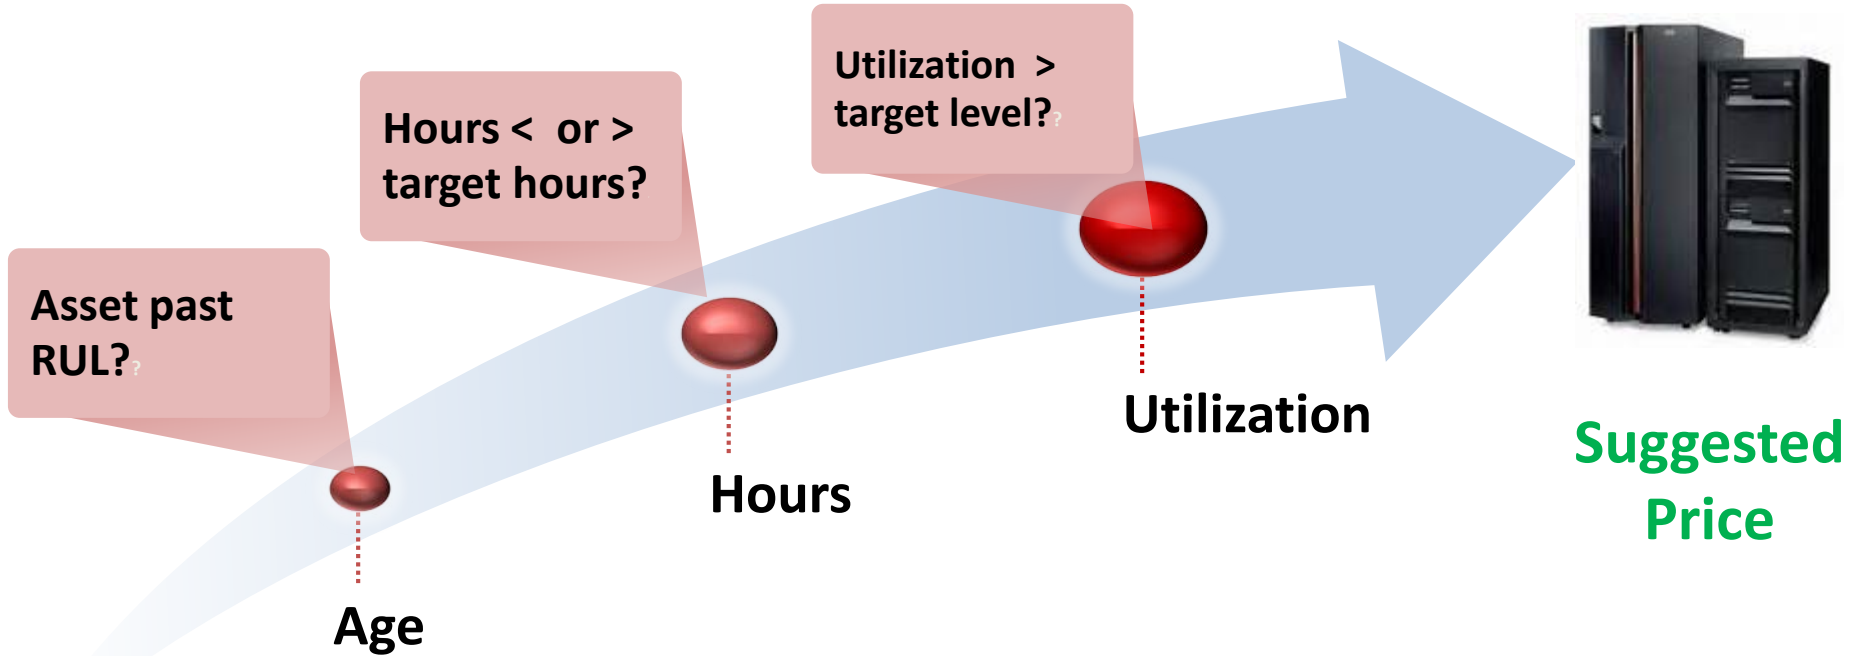 Asset past
RUL??
Age
Hours <  or >
target hours?
Hours
Utilization  >
target level??
Utilization
Suggested
Price